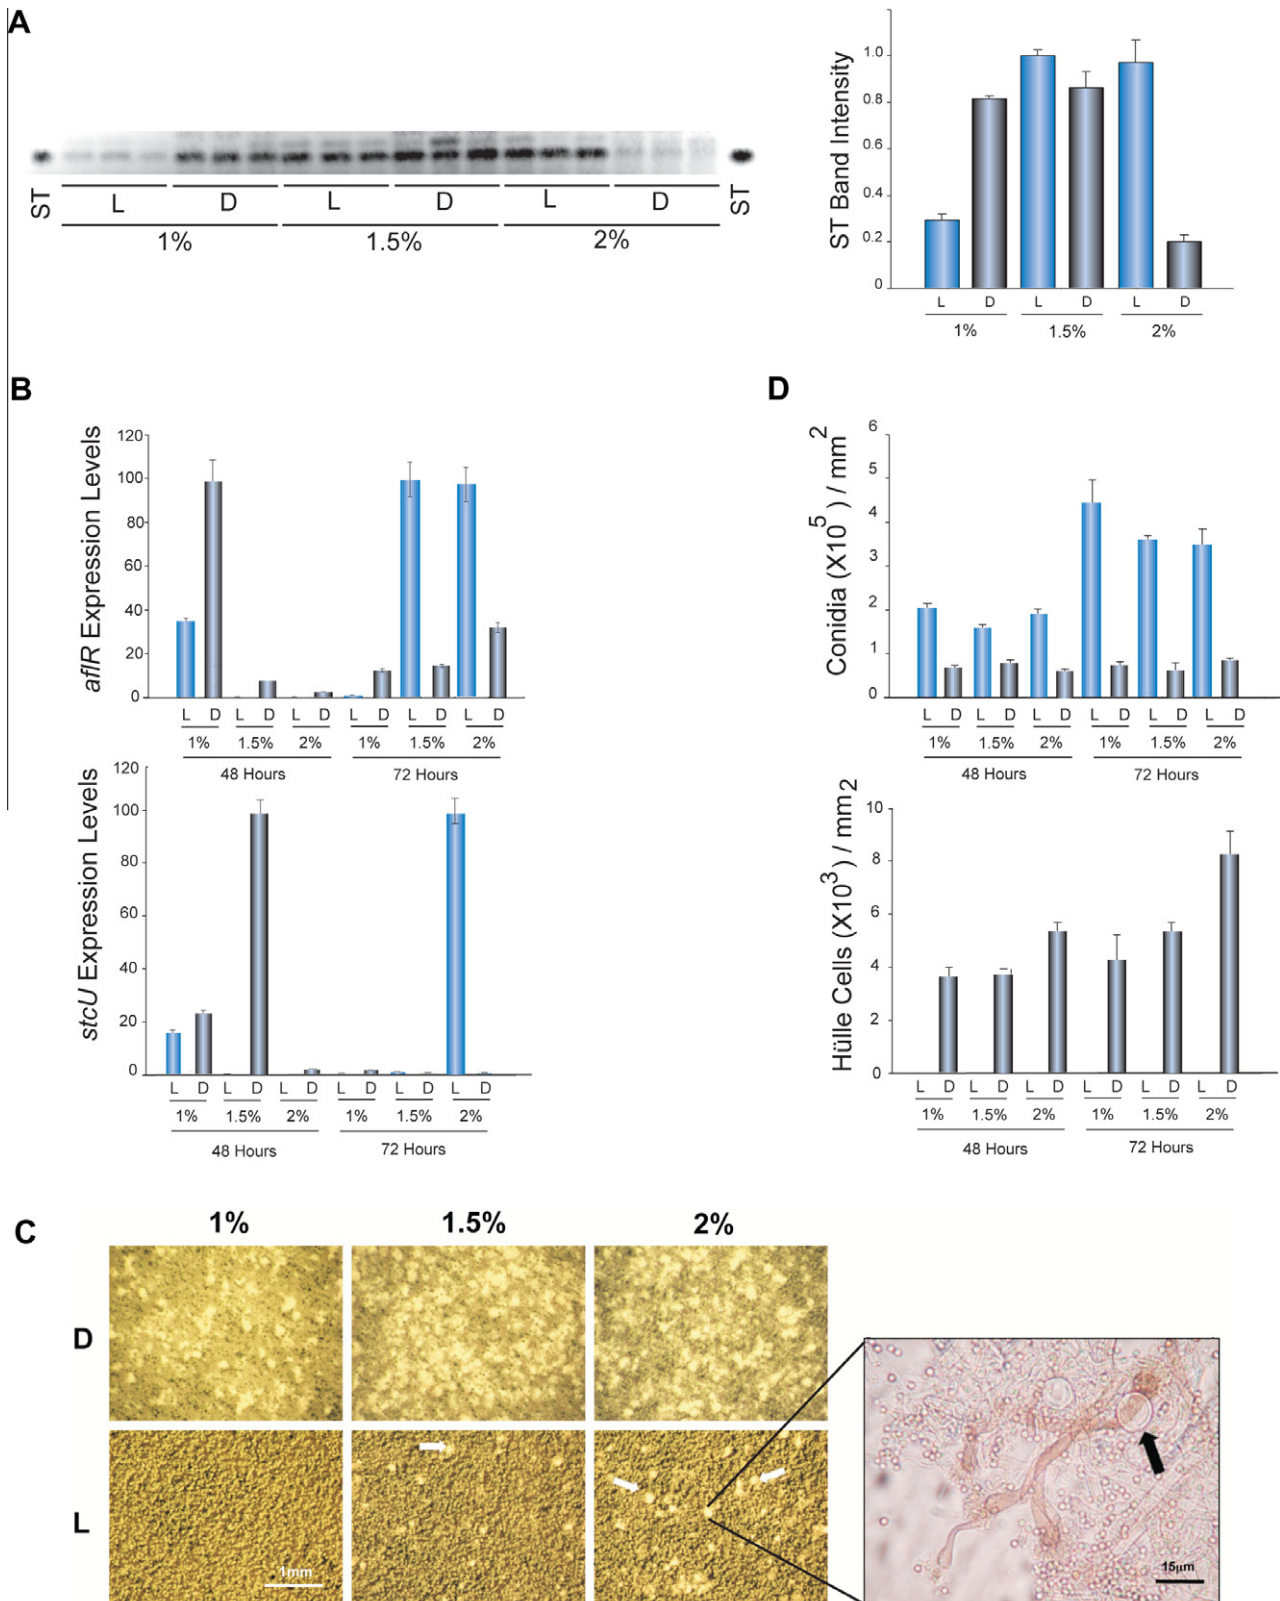 A
ST
L D L D L D
1% 1.5% 2%
ST
ST Band Intensity
1.0
0.8
0.6
0.4
0.2
0
L D L D L D
1% 1.5% 2%
B
aflR Expression Levels
120
100
80
60
40
20
0
L D L D L D L D L D L D
1% 1.5% 2% 1% 1.5% 2%
48 Hours 72 Hours
stcU Expression Levels
120
100
80
60
40
20
0
L D L D L D L D L D L D
1% 1.5% 2% 1% 1.5% 2%
48 Hours 72 Hours
D
Conidia (X10^5) / mm^2
6
5
4
3
2
1
0
L D L D L D L D L D L D
1% 1.5% 2% 1% 1.5% 2%
48 Hours 72 Hours
Hülle Cells (X10^3) / mm2
10
8
6
4
2
0
L D L D L D L D L D L D
1% 1.5% 2% 1% 1.5% 2%
48 Hours 72 Hours
C
1% 1.5% 2%
D
L
1mm
15µm